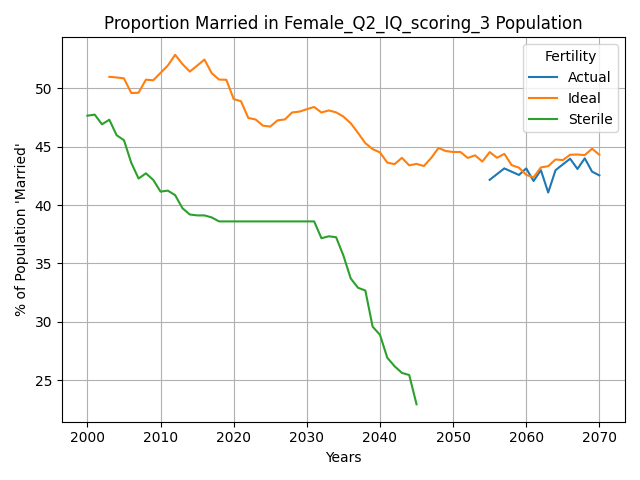 Proportion Married in Female_Q2_IQ_scoring_3 Population
% of Population 'Married'
50
45
40
35
30
25
Fertility
Actual
Ideal
Sterile
2000 2010 2020 2030 2040 2050 2060 2070
Years